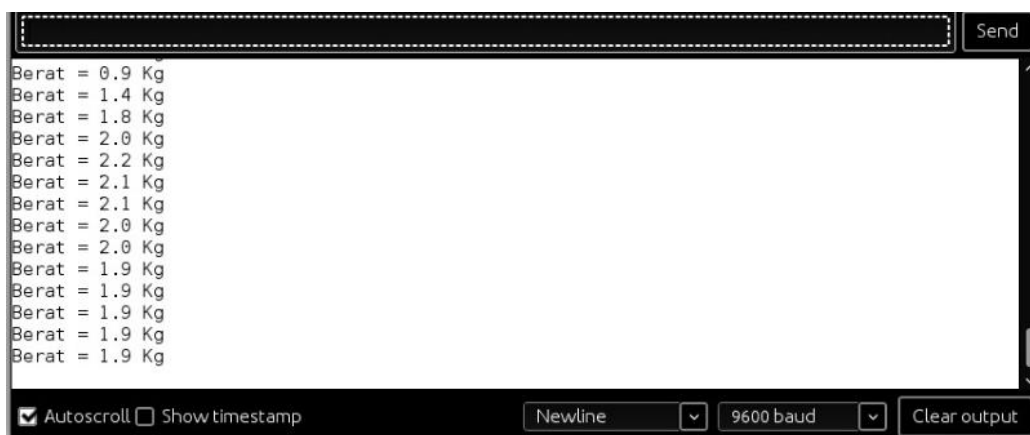 Send
Berat = 0.9 Kg
Berat = 1.4 Kg
Berat = 1.8 Kg
Berat = 2.0 Kg
Berat = 2.2 Kg
Berat = 2.1 Kg
Berat = 2.1 Kg
Berat = 2.0 Kg
Berat = 2.0 Kg
Berat = 1.9 Kg
Berat = 1.9 Kg
Berat = 1.9 Kg
Berat = 1.9 Kg
Berat = 1.9 Kg
Autoscroll Show timestamp Newline 9600 baud Clear output